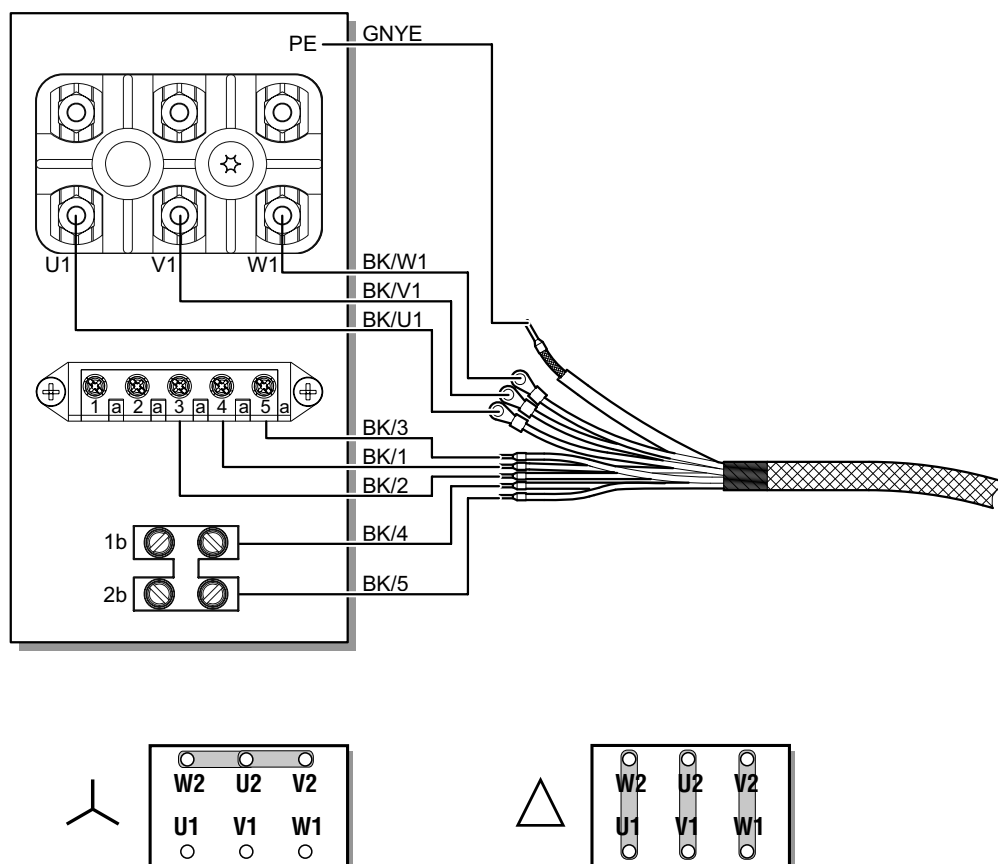 PE GNYE
U1 V1 W1
BK/W1
BK/V1
BK/U1
1 a 2 a 3 a 4 a 5 a
BK/3
BK/1
BK/2
1b BK/4
2b BK/5
W2 U2 V2
U1 V1 W1
W2 U2 V2
U1 V1 W1